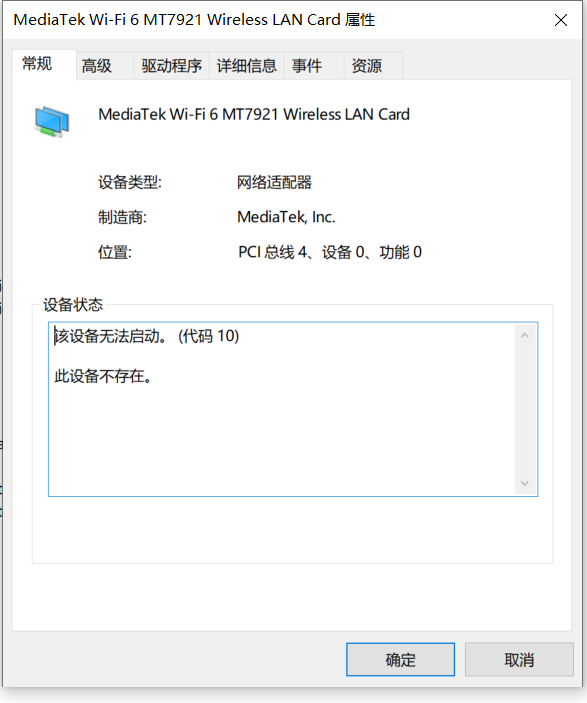 MediaTek Wi-Fi 6 MT7921 Wireless LAN Card 属性
常规 高级 驱动程序 详细信息 事件 资源
MediaTek Wi-Fi 6 MT7921 Wireless LAN Card
设备类型: 网络适配器
制造商: MediaTek, Inc.
位置: PCI 总线 4、设备 0、功能 0
设备状态
该设备无法启动。 (代码 10)
此设备不存在。
确定 取消